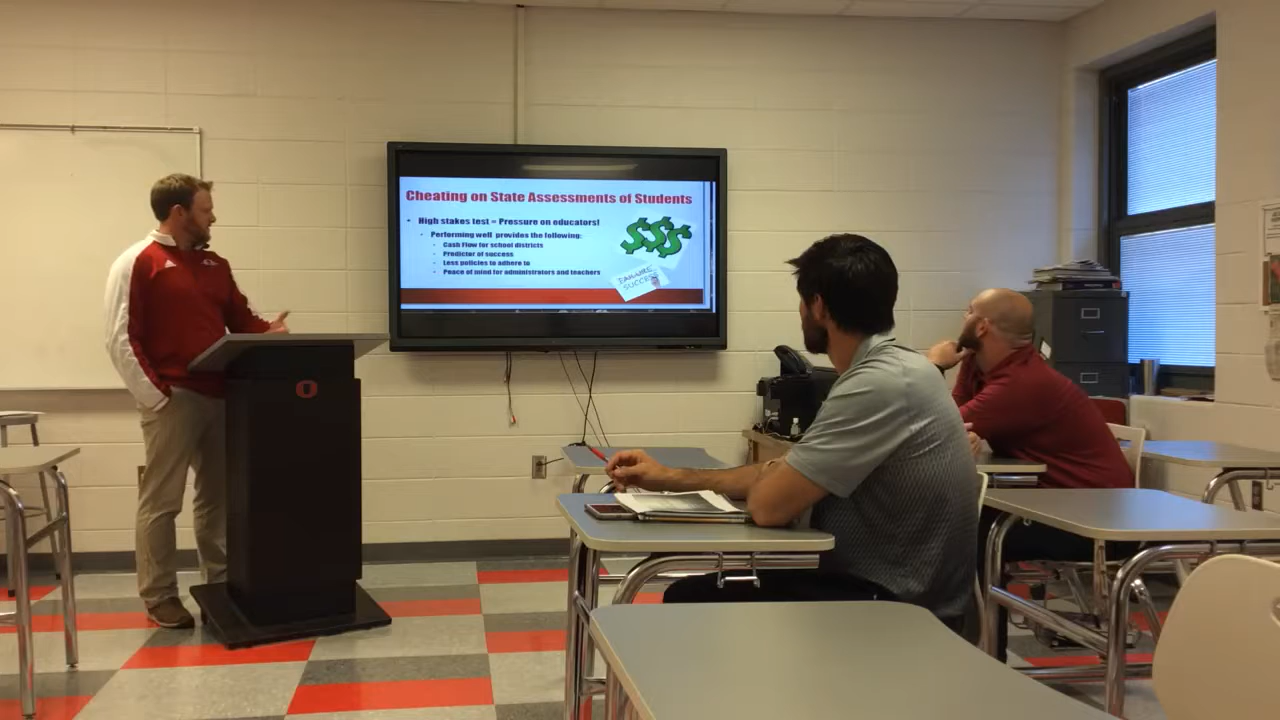 Cheating on State Assessments of Students
• High stakes test = Pressure on educators!
- Performing well provides the following:
- Cash Flow for school districts
- Predictor of success
- Less policies to adhere to
- Peace of mind for administrators and teachers
$$$
SUCCESS
O